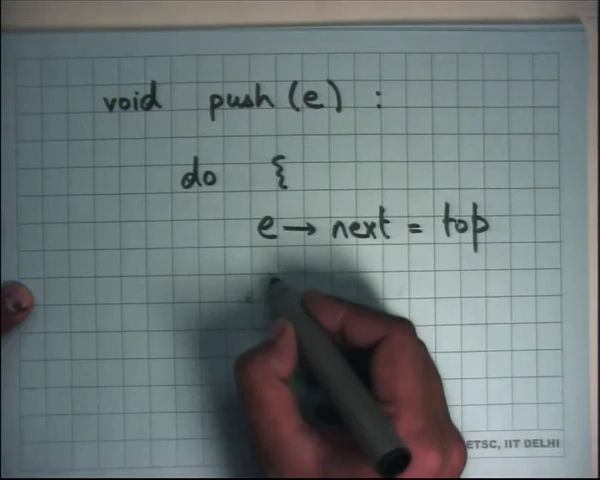 void push (e) :
do {
e → next = top
ETSC, IIT DELHI